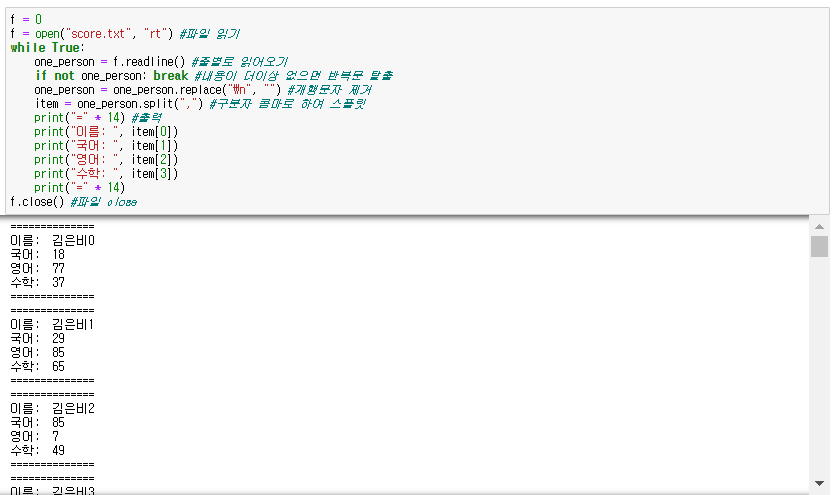 f = 0
f = open("score.txt", "rt") #파일 읽기
while True:
    one_person = f.readline() #줄별로 읽어오기
    if not one_person: break #내용이 더이상 없으면 반복문 탈출
    one_person = one_person.replace("₩n", "") #개행문자 제거
    item = one_person.split(",") #구분자 콤마로 하여 스플릿
    print("=" * 14) #출력
    print("이름: ", item[0])
    print("국어: ", item[1])
    print("영어: ", item[2])
    print("수학: ", item[3])
    print("=" * 14)
f.close() #파일 close
==============
이름:  김은비0
국어:  18
영어:  77
수학:  37
==============
==============
이름:  김은비1
국어:  29
영어:  85
수학:  65
==============
==============
이름:  김은비2
국어:  85
영어:  7
수학:  49
==============
==============
이름:  김은비3